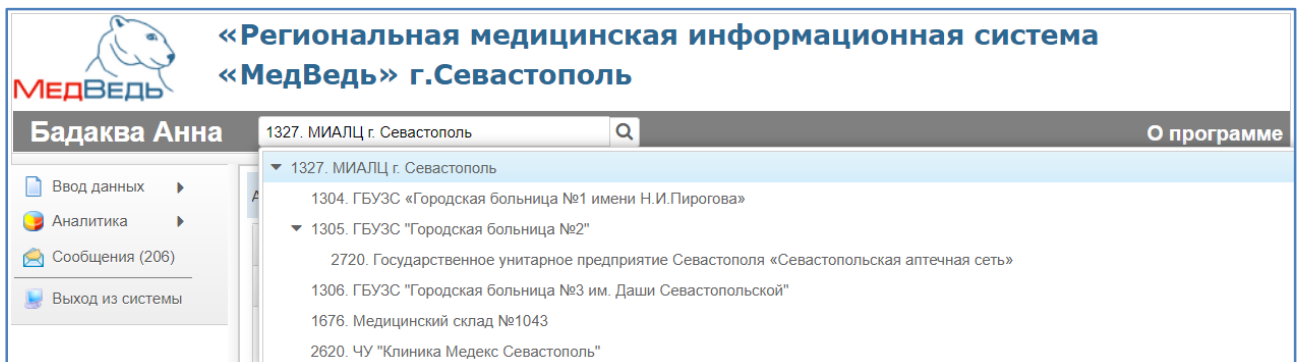 «Региональная медицинская информационная система
«МедВедь» г.Севастополь
МЕДВЕДЬ
Бадаква Анна
1327. МИАЛЦ г. Севастополь
О программе
Ввод данных
Аналитика
Сообщения (206)
Выход из системы
1327. МИАЛЦ г. Севастополь
1304. ГБУЗС «Городская больница №1 имени Н.И.Пирогова»
1305. ГБУЗС "Городская больница №2"
2720. Государственное унитарное предприятие Севастополя «Севастопольская аптечная сеть»
1306. ГБУЗС "Городская больница №3 им. Даши Севастопольской"
1676. Медицинский склад №1043
2620. ЧУ "Клиника Медекс Севастополь"